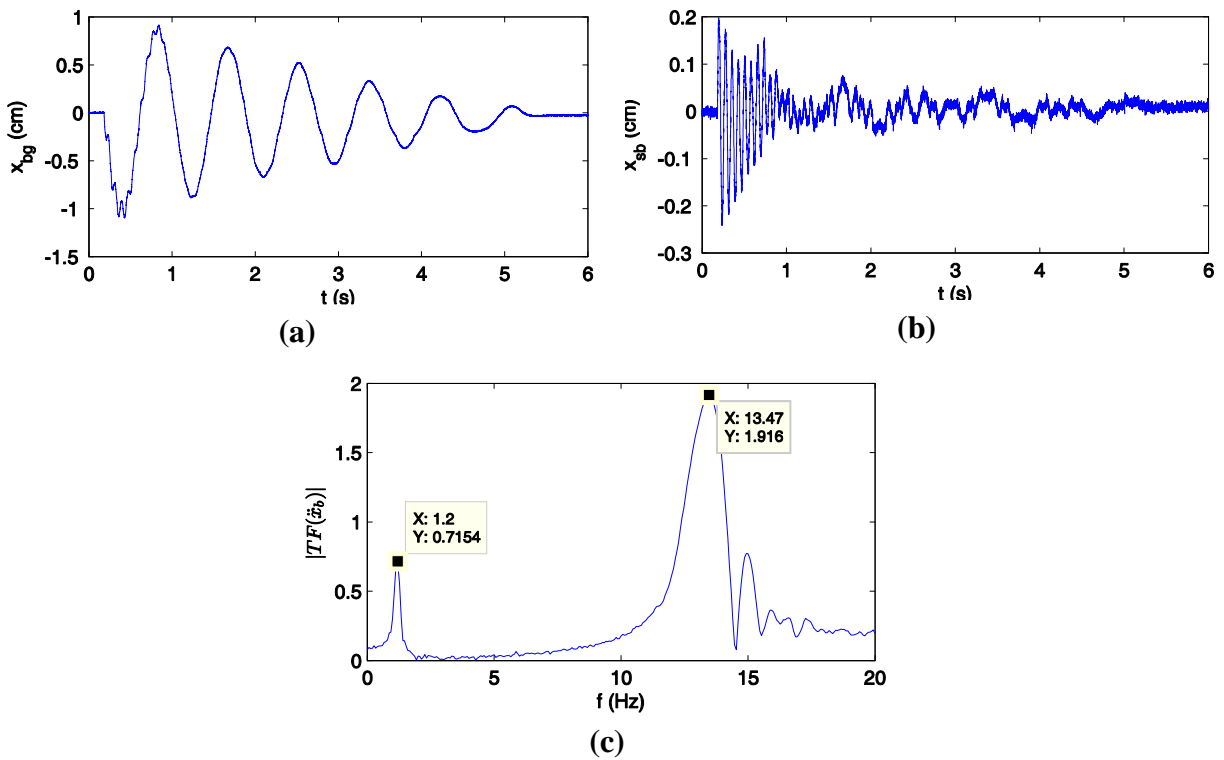 1
0.5
0
-0.5
-1
-1.5
x_bg (cm)
0 1 2 3 4 5 6
t (s)
(a)
0.2
0.1
0
-0.1
-0.2
-0.3
x_sb (cm)
0 1 2 3 4 5 6
t (s)
(b)
2
1.5
1
0.5
0
|TF(ẍ_b)|
X: 1.2
Y: 0.7154
X: 13.47
Y: 1.916
0 5 10 15 20
f (Hz)
(c)